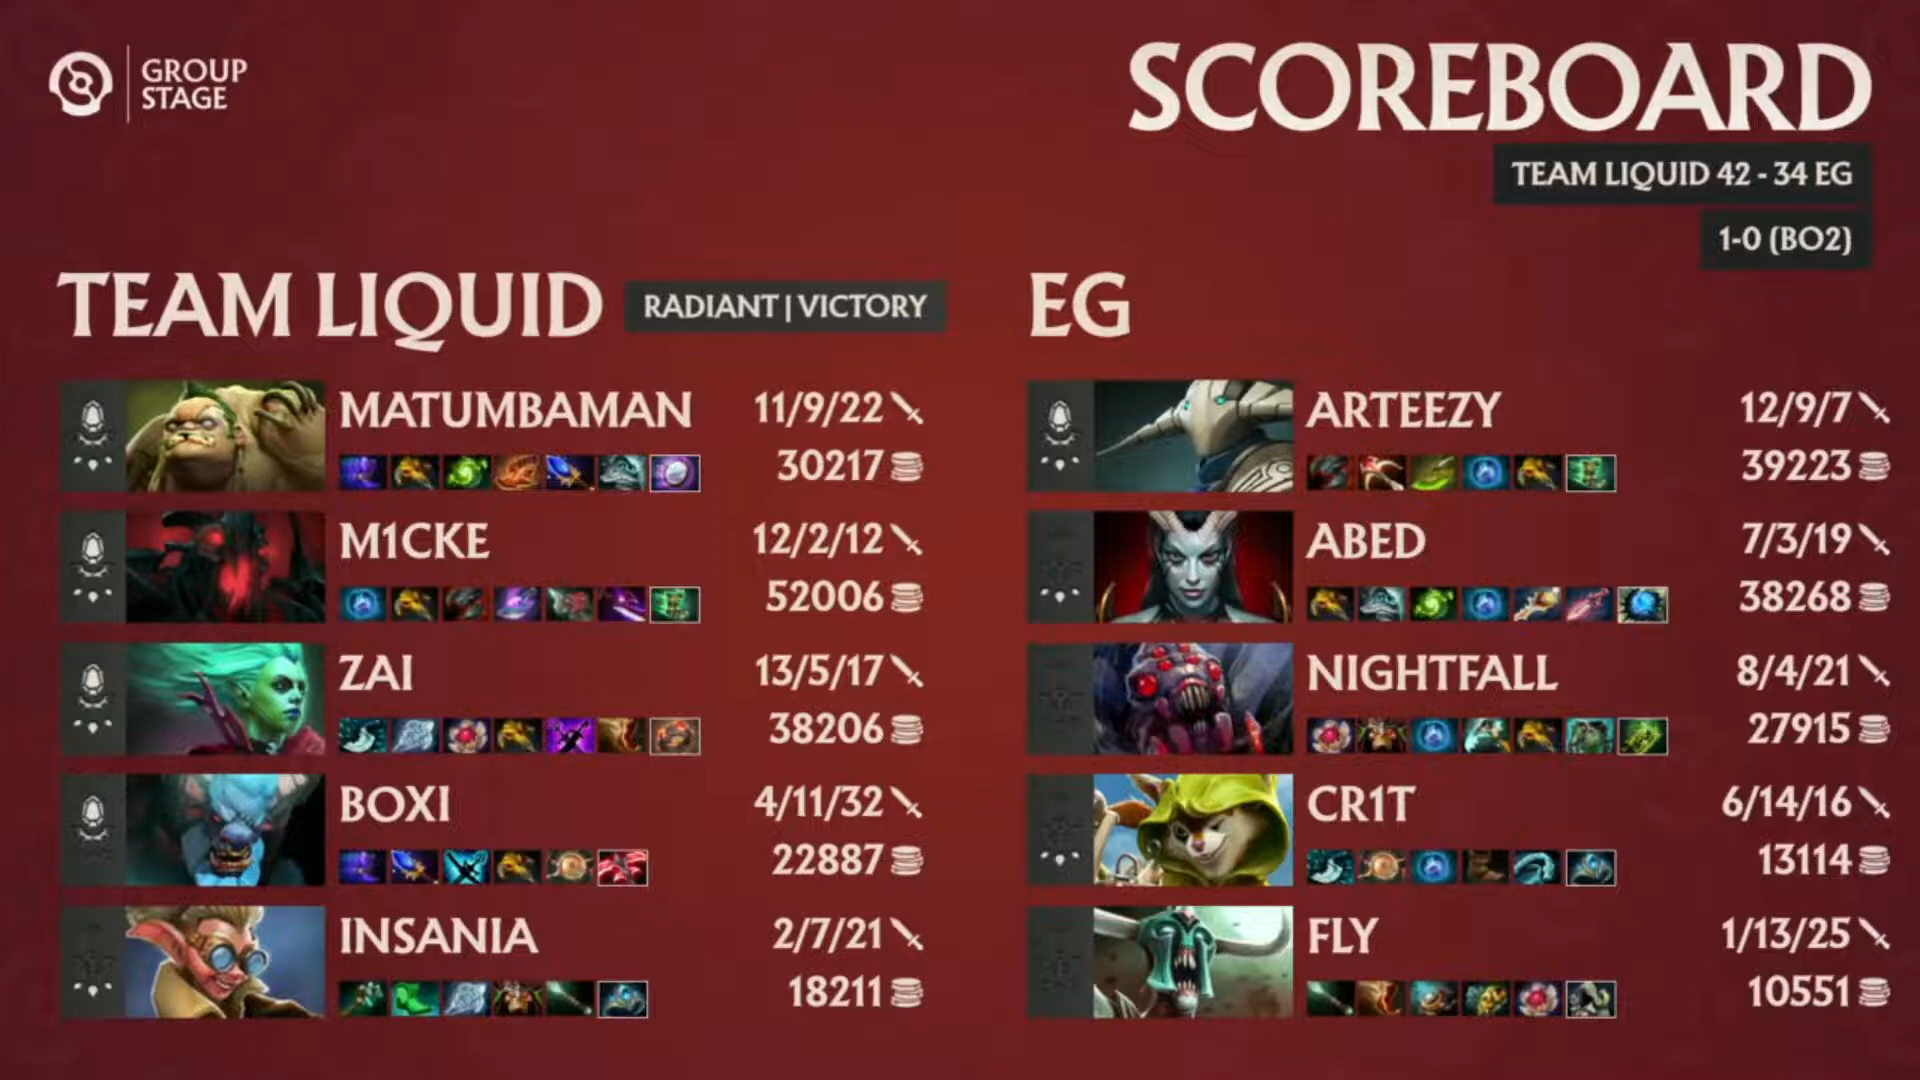 GROUP
STAGE
SCOREBOARD
TEAM LIQUID 42 - 34 EG
1-0 (BO2)
TEAM LIQUID
RADIANT | VICTORY
MATUMBAMAN 11/9/22
30217
M1CKE 12/2/12
52006
ZAI 13/5/17
38206
BOXI 4/11/32
22887
INSANIA 2/7/21
18211
EG
ARTEEZY 12/9/7
39223
ABED 7/3/19
38268
NIGHTFALL 8/4/21
27915
CR1T 6/14/16
13114
FLY 1/13/25
10551